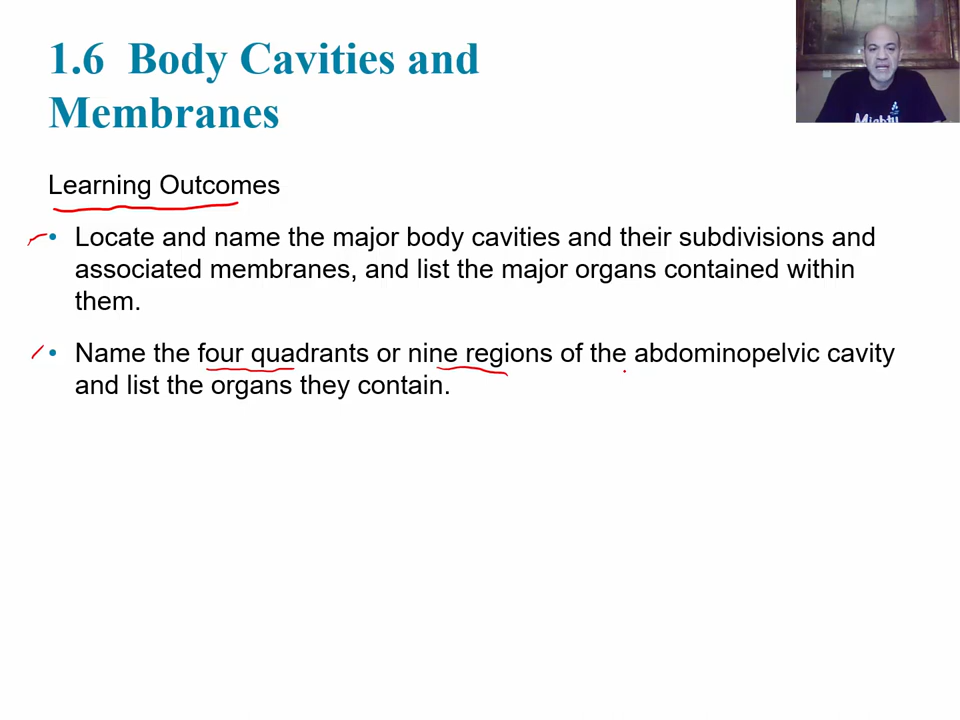 1.6 Body Cavities and
Membranes
Learning Outcomes
• Locate and name the major body cavities and their subdivisions and
associated membranes, and list the major organs contained within
them.
• Name the four quadrants or nine regions of the abdominopelvic cavity
and list the organs they contain.
Mighty